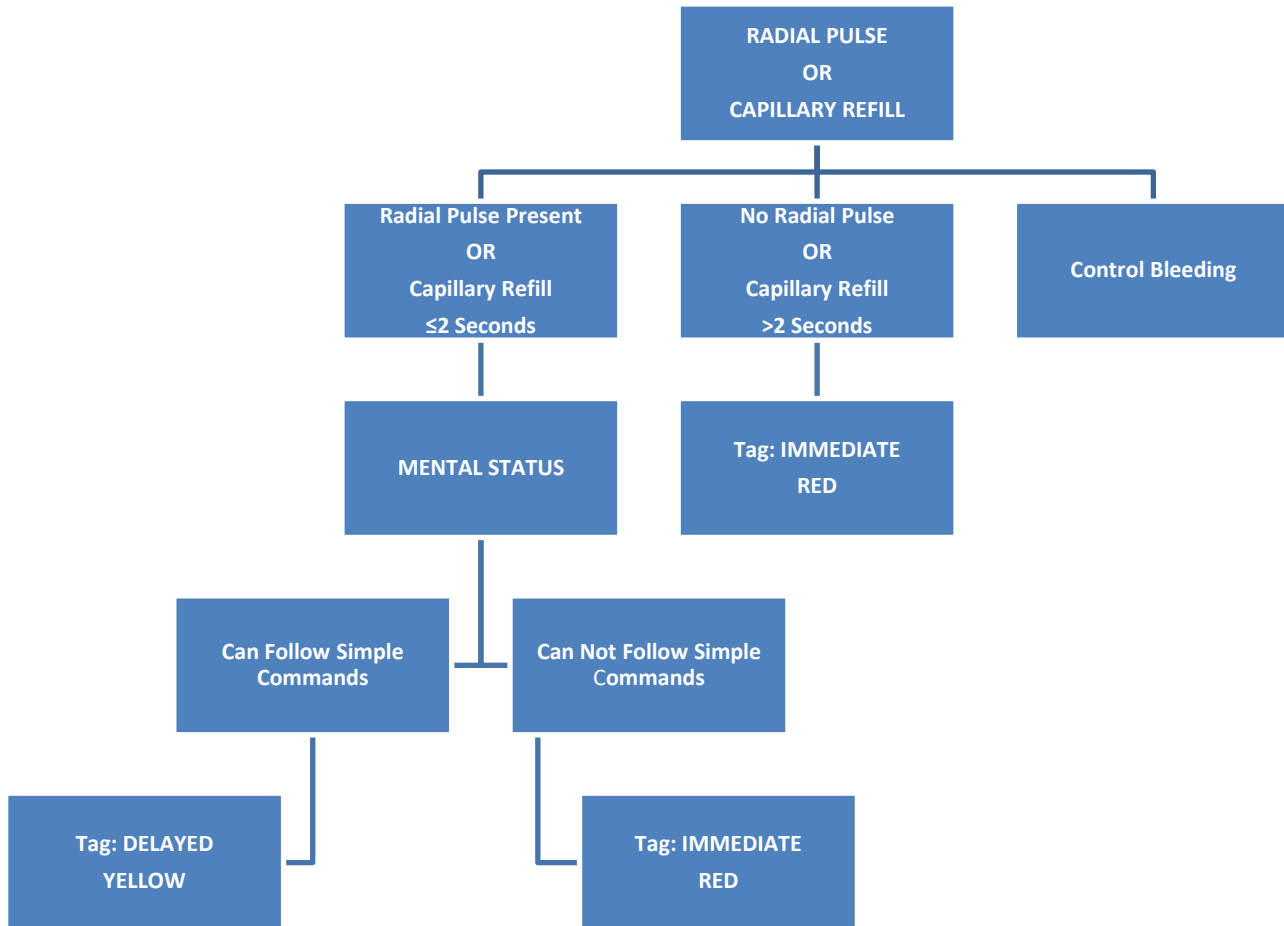 RADIAL PULSE
OR
CAPILLARY REFILL
Radial Pulse Present
OR
Capillary Refill
≤2 Seconds
No Radial Pulse
OR
Capillary Refill
>2 Seconds
Control Bleeding
MENTAL STATUS
Tag: IMMEDIATE
RED
Can Follow Simple
Commands
Can Not Follow Simple
Commands
Tag: DELAYED
YELLOW
Tag: IMMEDIATE
RED